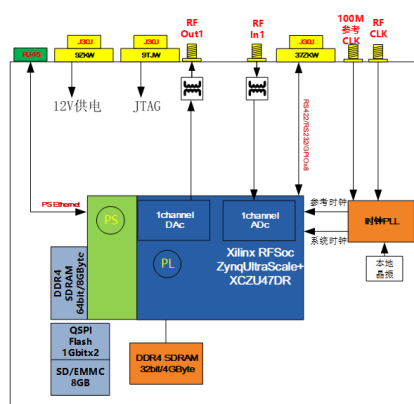 RF
Out1
RF
In1
100M
参考
CLK
RF
CLK
RJ45
J30J
9ZKW
J30J
9TJW
J30J
37ZKW
12V供电
JTAG
RS422/RS232/GPIOx8
PS Ethernet
PS
1channel
DAc
1channel
ADc
参考时钟
时钟PLL
系统时钟
PL
Xilinx RFSoc
ZynqUltraScale+
XCZU47DR
本地
晶振
DDR4
SDRAM
64bit/8GByte
QSPI
Flash
1Gbitx2
SD/EMMC
8GB
DDR4 SDRAM
32bit/4GByte